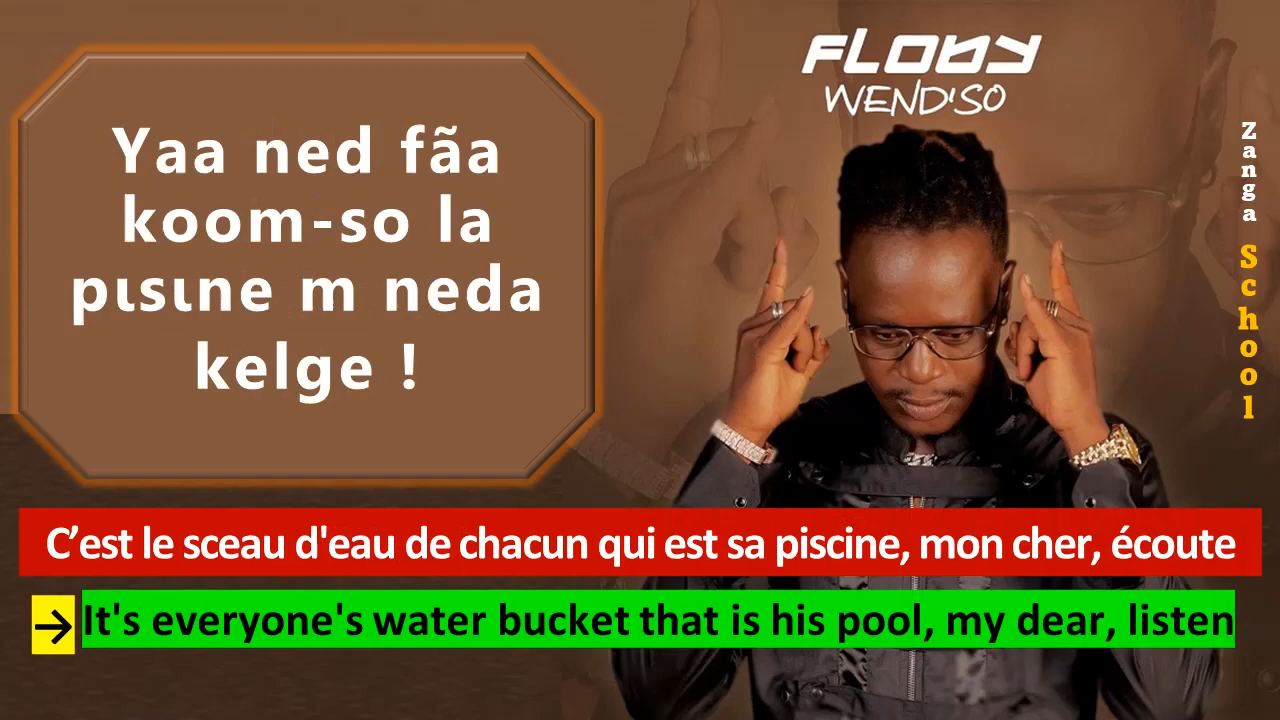 FLOBY
WEND'SO
Yaa ned fãa
koom-so la
pɩsɩne m neda
kelge !
Zanga School
C’est le sceau d'eau de chacun qui est sa piscine, mon cher, écoute
→ It's everyone's water bucket that is his pool, my dear, listen